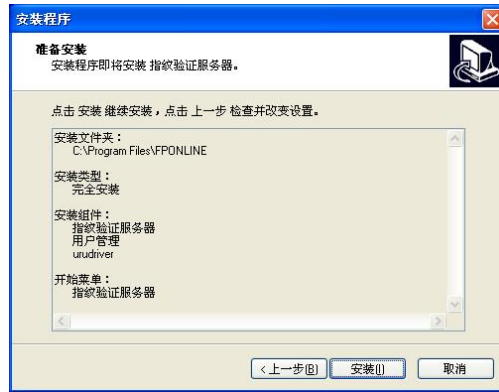 安装程序
准备安装
安装程序即将安装 指纹验证服务器。
点击 安装 继续安装，点击 上一步 检查并改变设置。
安装文件夹：
C:\Program Files\FPONLINE
安装类型：
完全安装
安装组件：
指纹验证服务器
用户管理
urudriver
开始菜单：
指纹验证服务器
<上一步(B)
安装(I)
取消